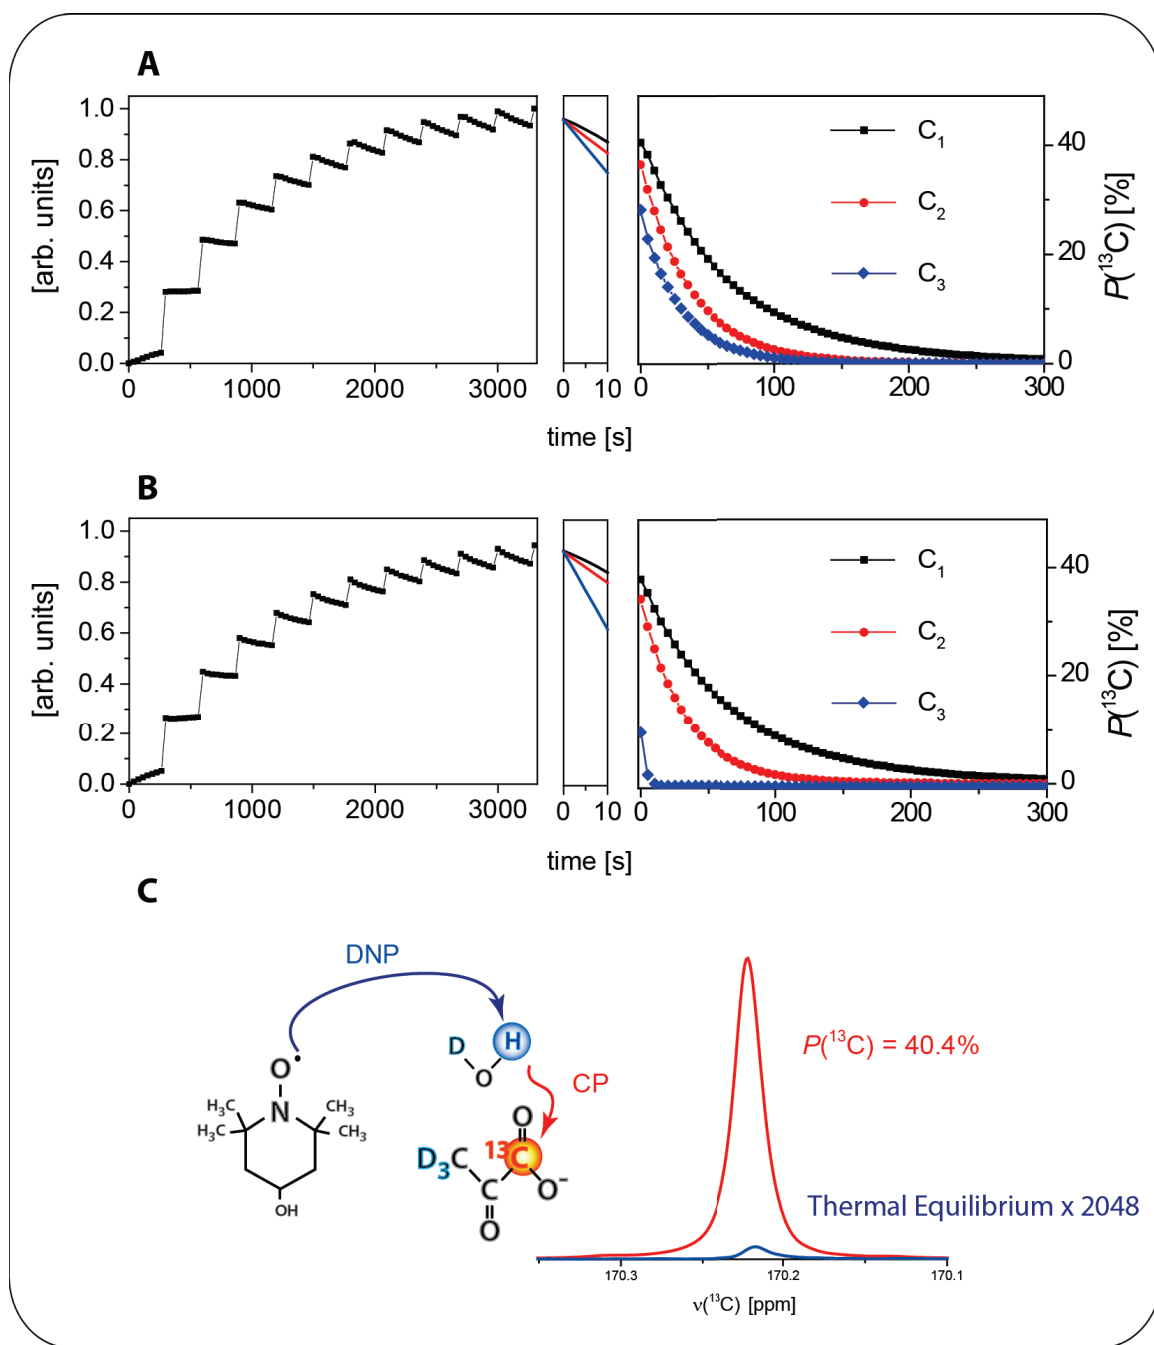 A
[arb. units]
1.0
0.8
0.6
0.4
0.2
0.0
0 1000 2000 3000
0 10
0 100 200 300
C1
C2
C3
40
20
0
P(13C) [%]
time [s]
B
[arb. units]
1.0
0.8
0.6
0.4
0.2
0.0
0 1000 2000 3000
0 10
0 100 200 300
C1
C2
C3
40
20
0
P(13C) [%]
time [s]
C
DNP
D H
O
CP
O•
N
H3C CH3
H3C CH3
OH
O
D3C 13C
C O-
O
P(13C) = 40.4%
Thermal Equilibrium x 2048
170.3 170.2 170.1
ν(13C) [ppm]